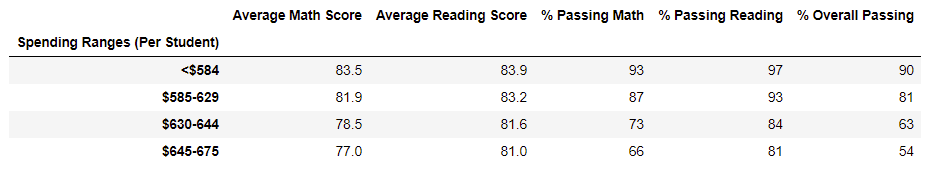 Average Math Score Average Reading Score % Passing Math % Passing Reading % Overall Passing
Spending Ranges (Per Student)
<$584 83.5 83.9 93 97 90
$585-629 81.9 83.2 87 93 81
$630-644 78.5 81.6 73 84 63
$645-675 77.0 81.0 66 81 54